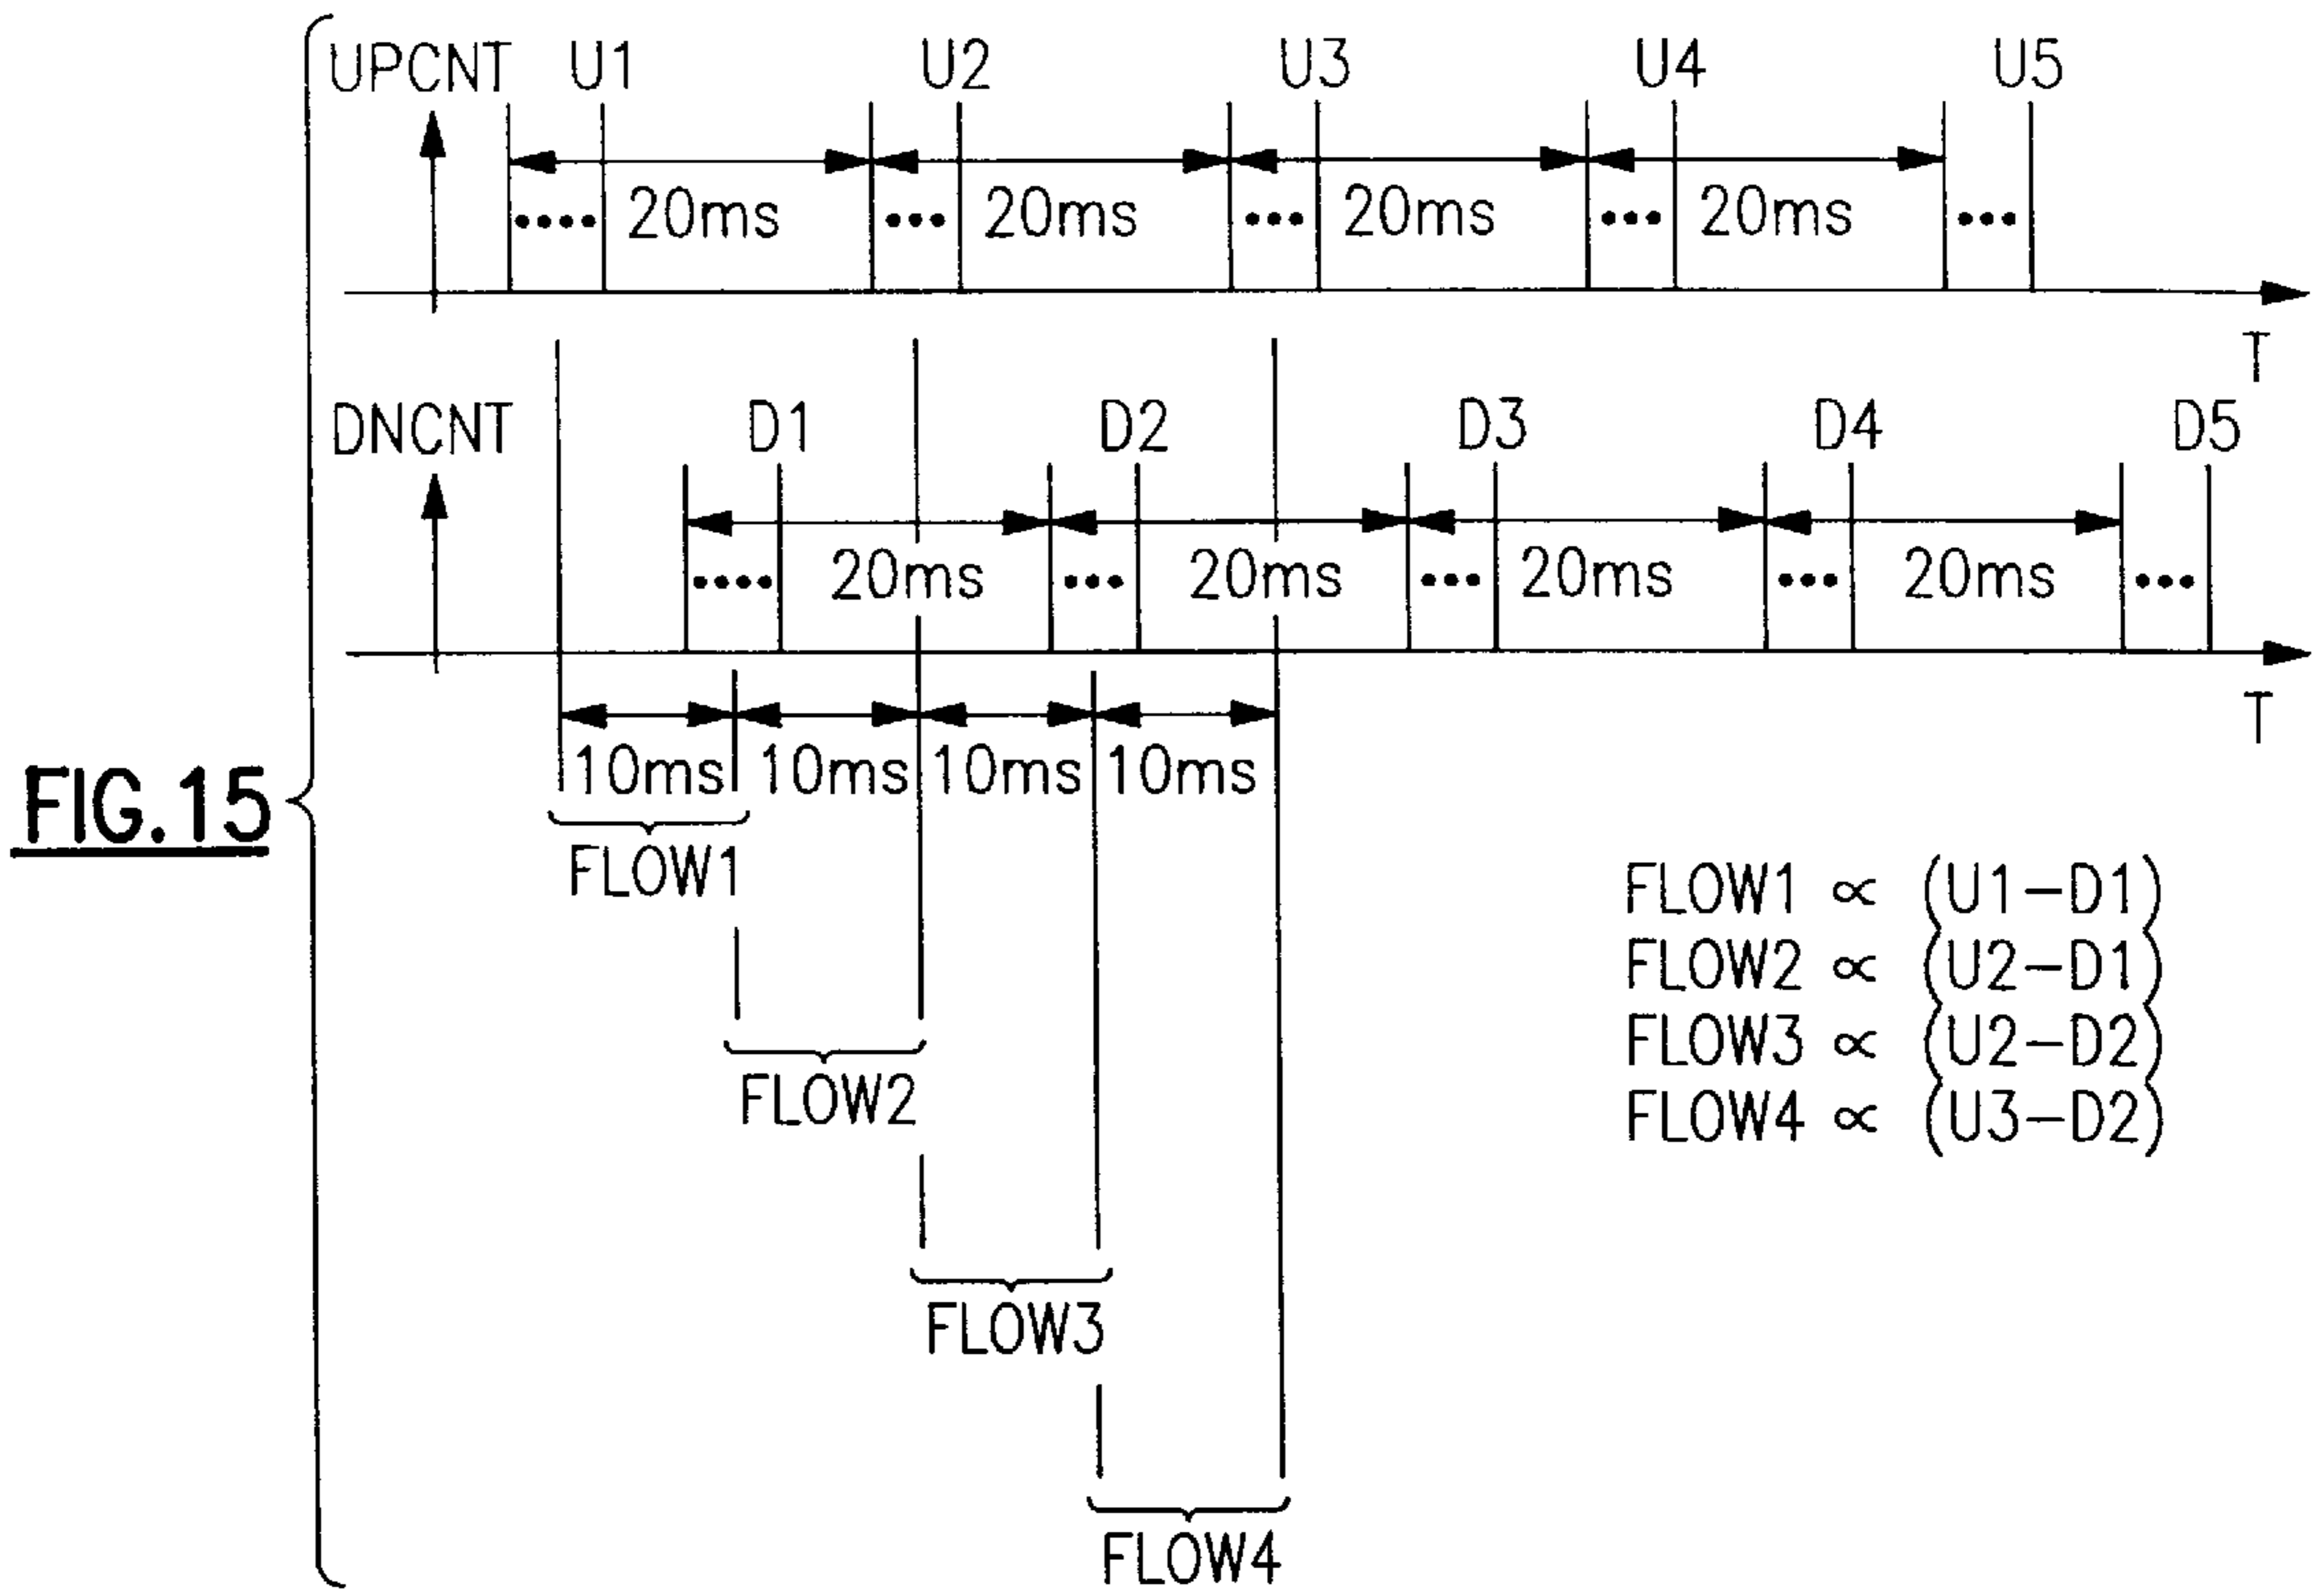 UPCNT U1 U2 U3 U4 U5
•••• 20ms ••• 20ms ••• 20ms ••• 20ms •••
T
DNCNT D1 D2 D3 D4 D5
•••• 20ms ••• 20ms ••• 20ms ••• 20ms •••
T
10ms 10ms 10ms 10ms
FIG.15
FLOW1
FLOW2
FLOW3
FLOW4
FLOW1 ∝ (U1-D1)
FLOW2 ∝ (U2-D1)
FLOW3 ∝ (U2-D2)
FLOW4 ∝ (U3-D2)